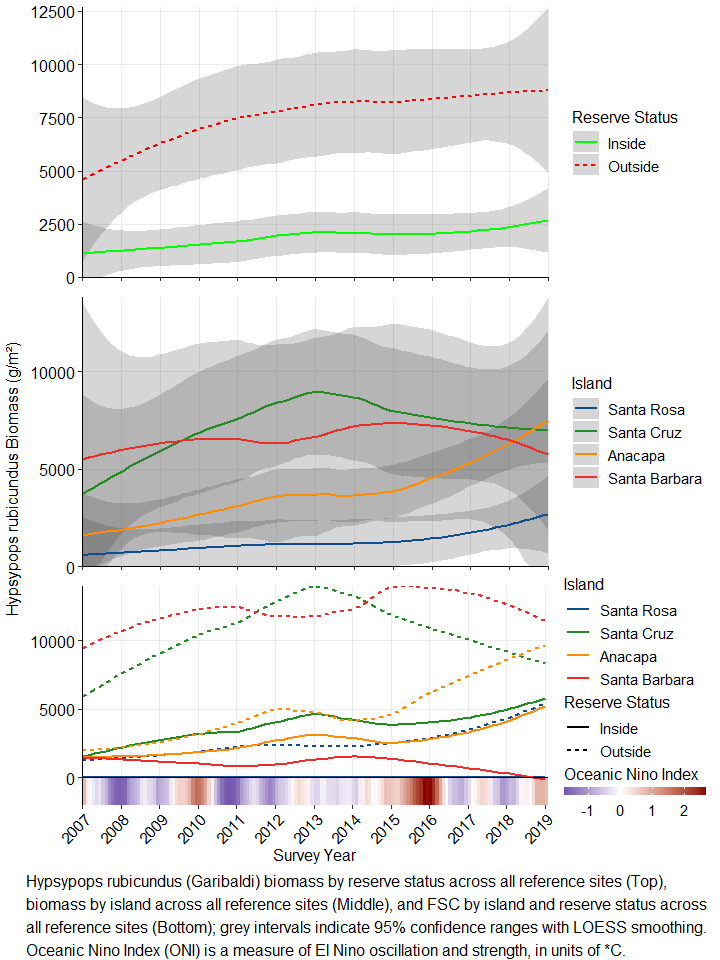 12500
10000
7500
5000
2500
0
Reserve Status
Inside
Outside
Hypsypops rubicundus Biomass (g/m²)
10000
5000
0
Island
Santa Rosa
Santa Cruz
Anacapa
Santa Barbara
10000
5000
0
Island
Santa Rosa
Santa Cruz
Anacapa
Santa Barbara
Reserve Status
Inside
Outside
Oceanic Nino Index
-1 0 1 2
2007 2008 2009 2010 2011 2012 2013 2014 2015 2016 2017 2018 2019
Survey Year
Hypsypops rubicundus (Garibaldi) biomass by reserve status across all reference sites (Top),
biomass by island across all reference sites (Middle), and FSC by island and reserve status across
all reference sites (Bottom); grey intervals indicate 95% confidence ranges with LOESS smoothing.
Oceanic Nino Index (ONI) is a measure of El Nino oscillation and strength, in units of *C.